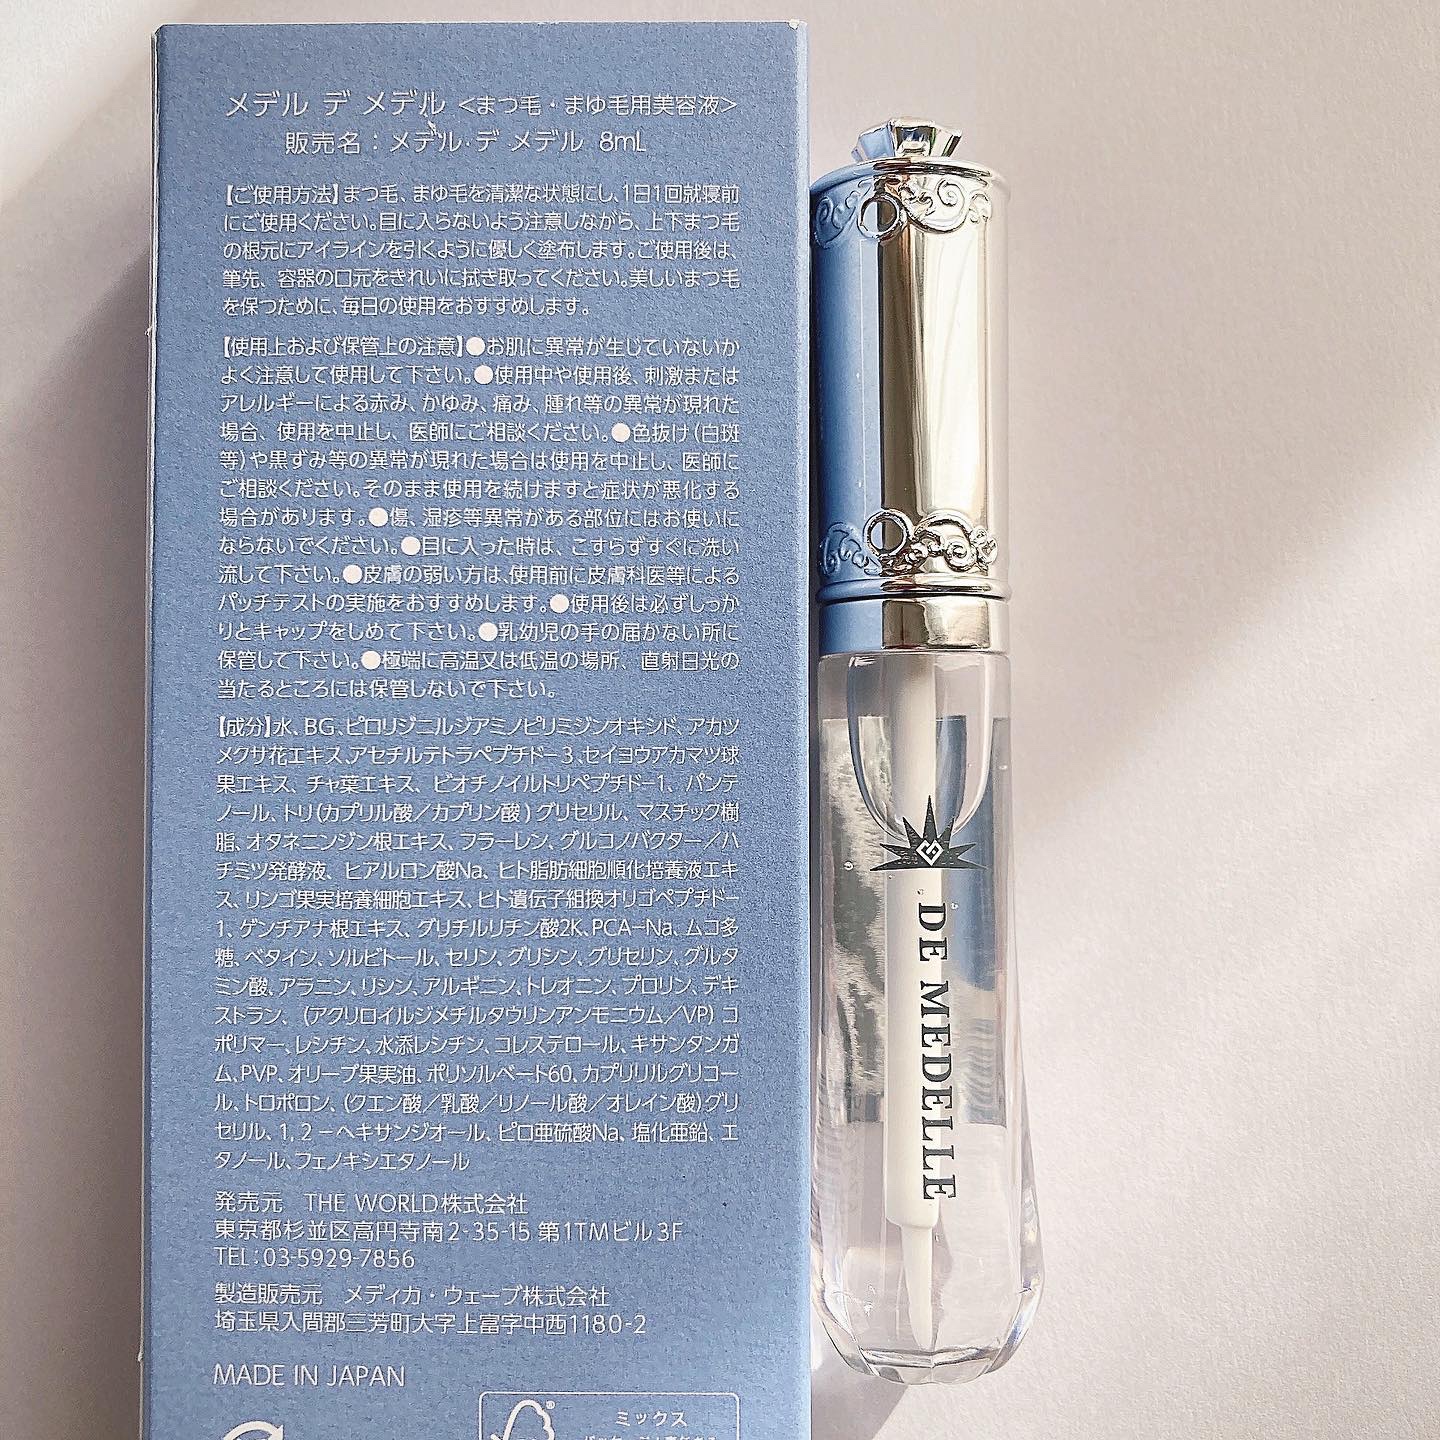 メデル デ メデル <まつ毛・まゆ毛用美容液>
販売名:メデル・デ メデル 8mL
【ご使用方法】まつ毛、まゆ毛を清潔な状態にし、1日1回就寝前
にご使用ください。目に入らないよう注意しながら、上下まつ毛
の根元にアイラインを引くように優しく塗布します。ご使用後は、
筆先、容器の口元をきれいに拭き取ってください。美しいまつ毛
を保つために、毎日の使用をおすすめします。
【使用上および保管上の注意】●お肌に異常が生じていないか
よく注意して使用して下さい。●使用中や使用後、刺激または
アレルギーによる赤み、かゆみ、痛み、腫れ等の異常が現れた
場合、使用を中止し、医師にご相談ください。●色抜け(白斑
等)や黒ずみ等の異常が現れた場合は使用を中止し、医師に
ご相談ください。そのまま使用を続けますと症状が悪化する
場合があります。●傷、湿疹等異常がある部位にはお使いに
ならないでください。●目に入った時は、こすらずすぐに洗い
流して下さい。●皮膚の弱い方は、使用前に皮膚科医等による
パッチテストの実施をおすすめします。●使用後は必ずしっか
りとキャップをしめて下さい。●乳幼児の手の届かない所に
保管して下さい。●極端に高温又は低温の場所、直射日光の
当たるところには保管しないで下さい。
【成分】水、BG、ピロリジニルジアミノピリミジンオキシド、アカツ
メクサ花エキス、アセチルテトラペプチドー3、セイヨウアカマツ球
果エキス、チャ葉エキス、ビオチノイルトリペプチドー1、パンテ
ノール、トリ(カプリル酸/カプリン酸)グリセリル、マスチック樹
脂、オタネニンジン根エキス、フラーレン、グルコノバクター/ハ
チミツ発酵液、ヒアルロン酸Na、ヒト脂肪細胞順化培養液エキ
ス、リンゴ果実培養細胞エキス、ヒト遺伝子組換オリゴペプチドー
1、ゲンチアナ根エキス、グリチルリチン酸2K、PCA-Na、ムコ多
糖、ベタイン、ソルビトール、セリン、グリシン、グリセリン、グルタ
ミン酸、アラニン、リシン、アルギニン、トレオニン、プロリン、デキ
ストラン、(アクリロイルジメチルタウリンアンモニウム/VP)コ
ポリマー、レシチン、水添レシチン、コレステロール、キサンタンガ
ム、PVP、オリーブ果実油、ポリソルベート60、カプリリルグリコー
ル、トロポロン、(クエン酸/乳酸/リノール酸/オレイン酸)グリ
セリル、1,2-ヘキサンジオール、ピロ亜硫酸Na、塩化亜鉛、エ
タノール、フェノキシエタノール
発売元 THE WORLD株式会社
東京都杉並区高円寺南2-35-15 第1TMビル3F
TEL:03-5929-7856
製造販売元 メディカ・ウェーブ株式会社
埼玉県入間郡三芳町大字上富字中西1180-2
MADE IN JAPAN
ミックス
DE MEDELLE